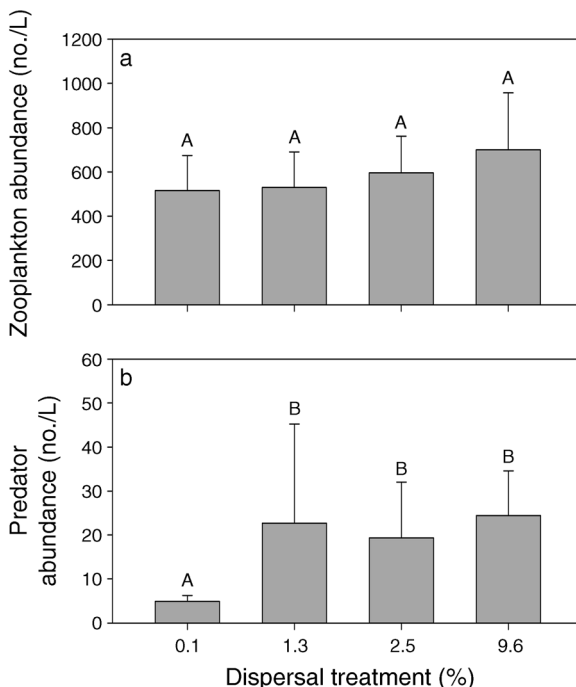 Zooplankton abundance (no./L)
a
1200
1000
800
600
400
200
0
A
A
A
A
Predator
abundance (no./L)
b
60
50
40
30
20
10
0
A
B
B
B
0.1
1.3
2.5
9.6
Dispersal treatment (%)